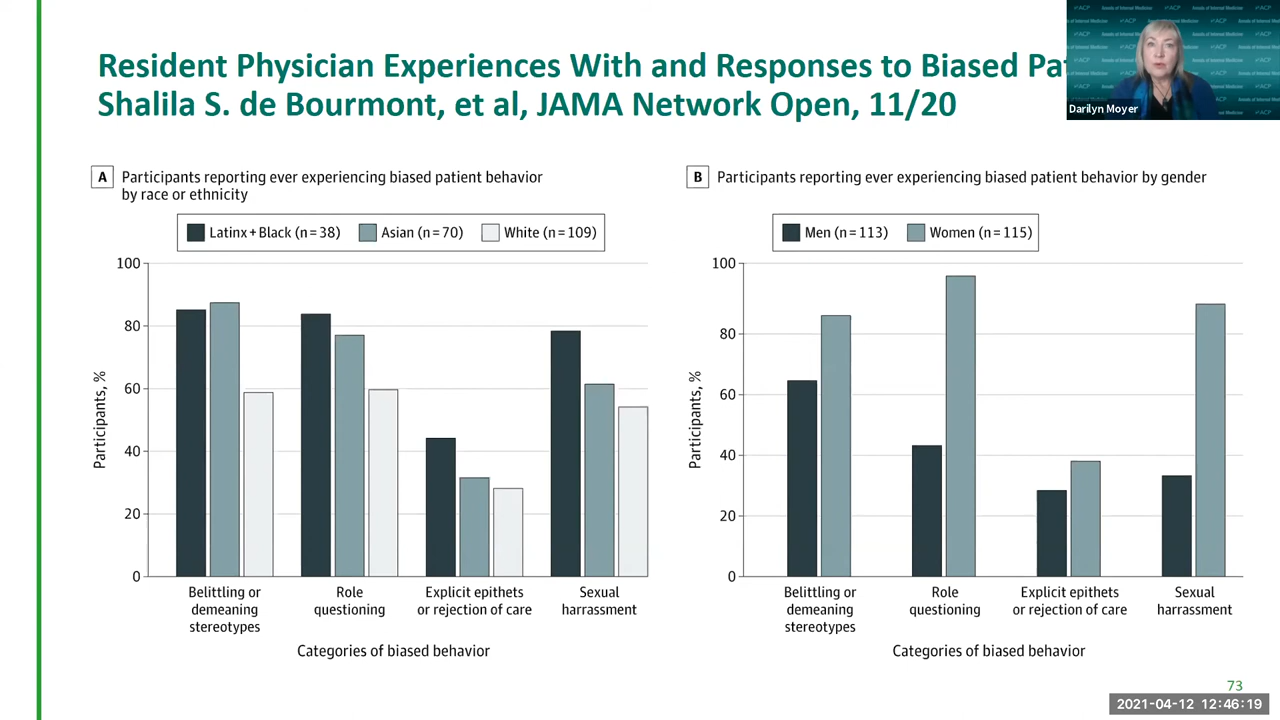 Resident Physician Experiences With and Responses to Biased
Shalila S. de Bourmont, et al, JAMA Network Open, 11/20
ACP
Annals of Internal Medicine
Darilyn Moyer
A
Participants reporting ever experiencing biased patient behavior
by race or ethnicity
Latinx + Black (n = 38)
Asian (n = 70)
White (n = 109)
100
80
60
40
20
0
Participants, %
Belittling or
demeaning
stereotypes
Role
questioning
Explicit epithets
or rejection of care
Sexual
harrassment
Categories of biased behavior
B
Participants reporting ever experiencing biased patient behavior by gender
Men (n = 113)
Women (n = 115)
100
80
60
40
20
0
Participants, %
Belittling or
demeaning
stereotypes
Role
questioning
Explicit epithets
or rejection of care
Sexual
harrassment
Categories of biased behavior
73
2021-04-12 12:46:19